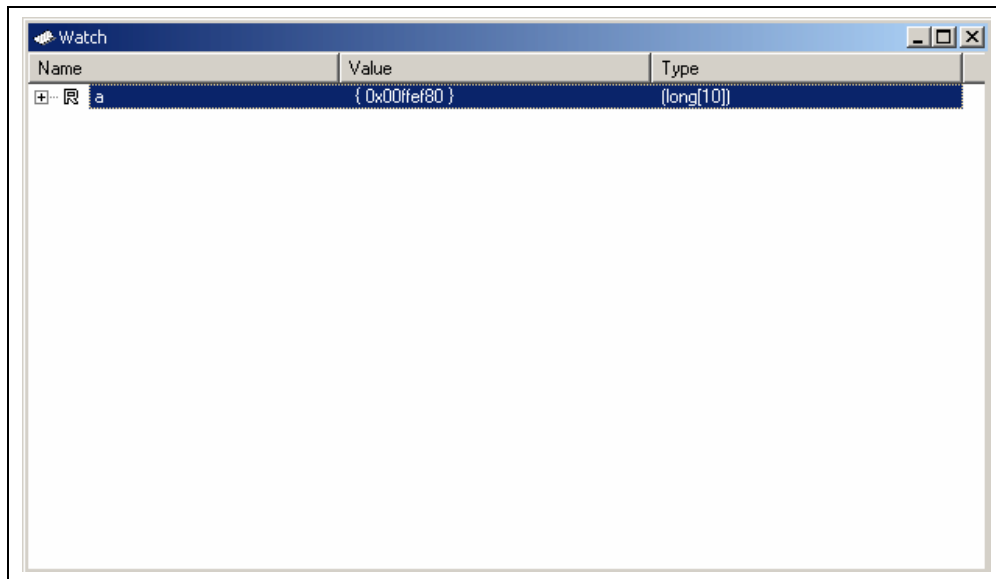 Watch
Name Value Type
R a { 0x00ffef80 } (long[10])